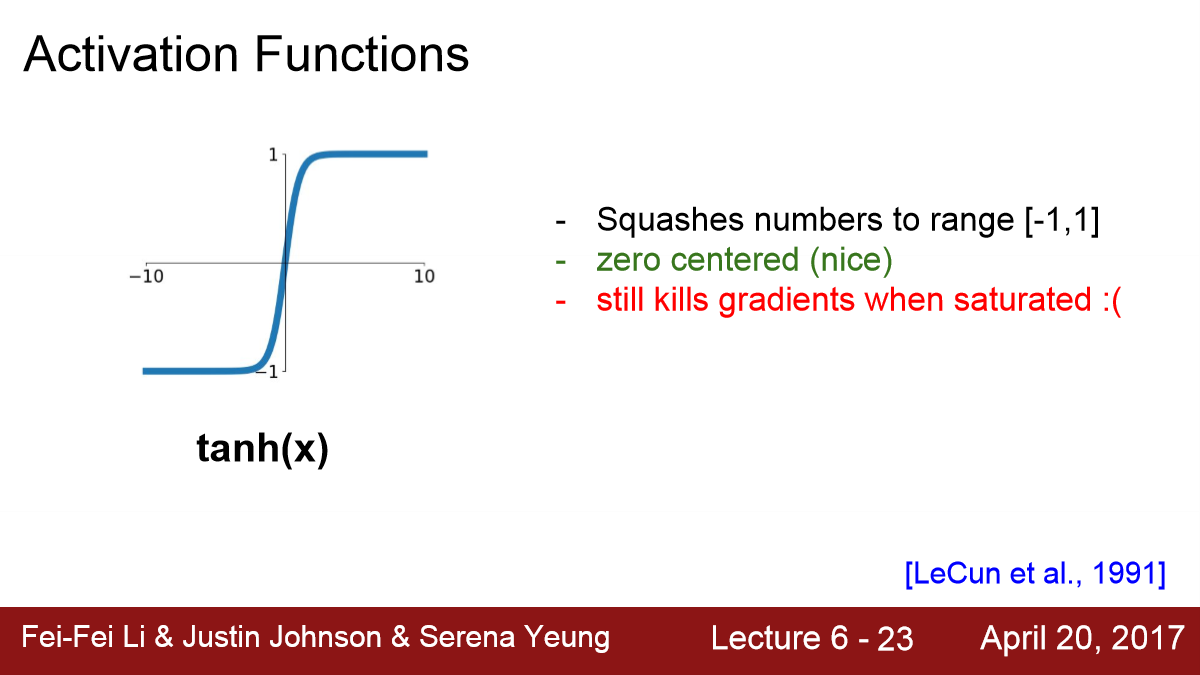 Activation Functions
1
−10
10
−1
tanh(x)
- Squashes numbers to range [-1,1]
- zero centered (nice)
- still kills gradients when saturated :(
[LeCun et al., 1991]
Fei-Fei Li & Justin Johnson & Serena Yeung Lecture 6 - 23 April 20, 2017